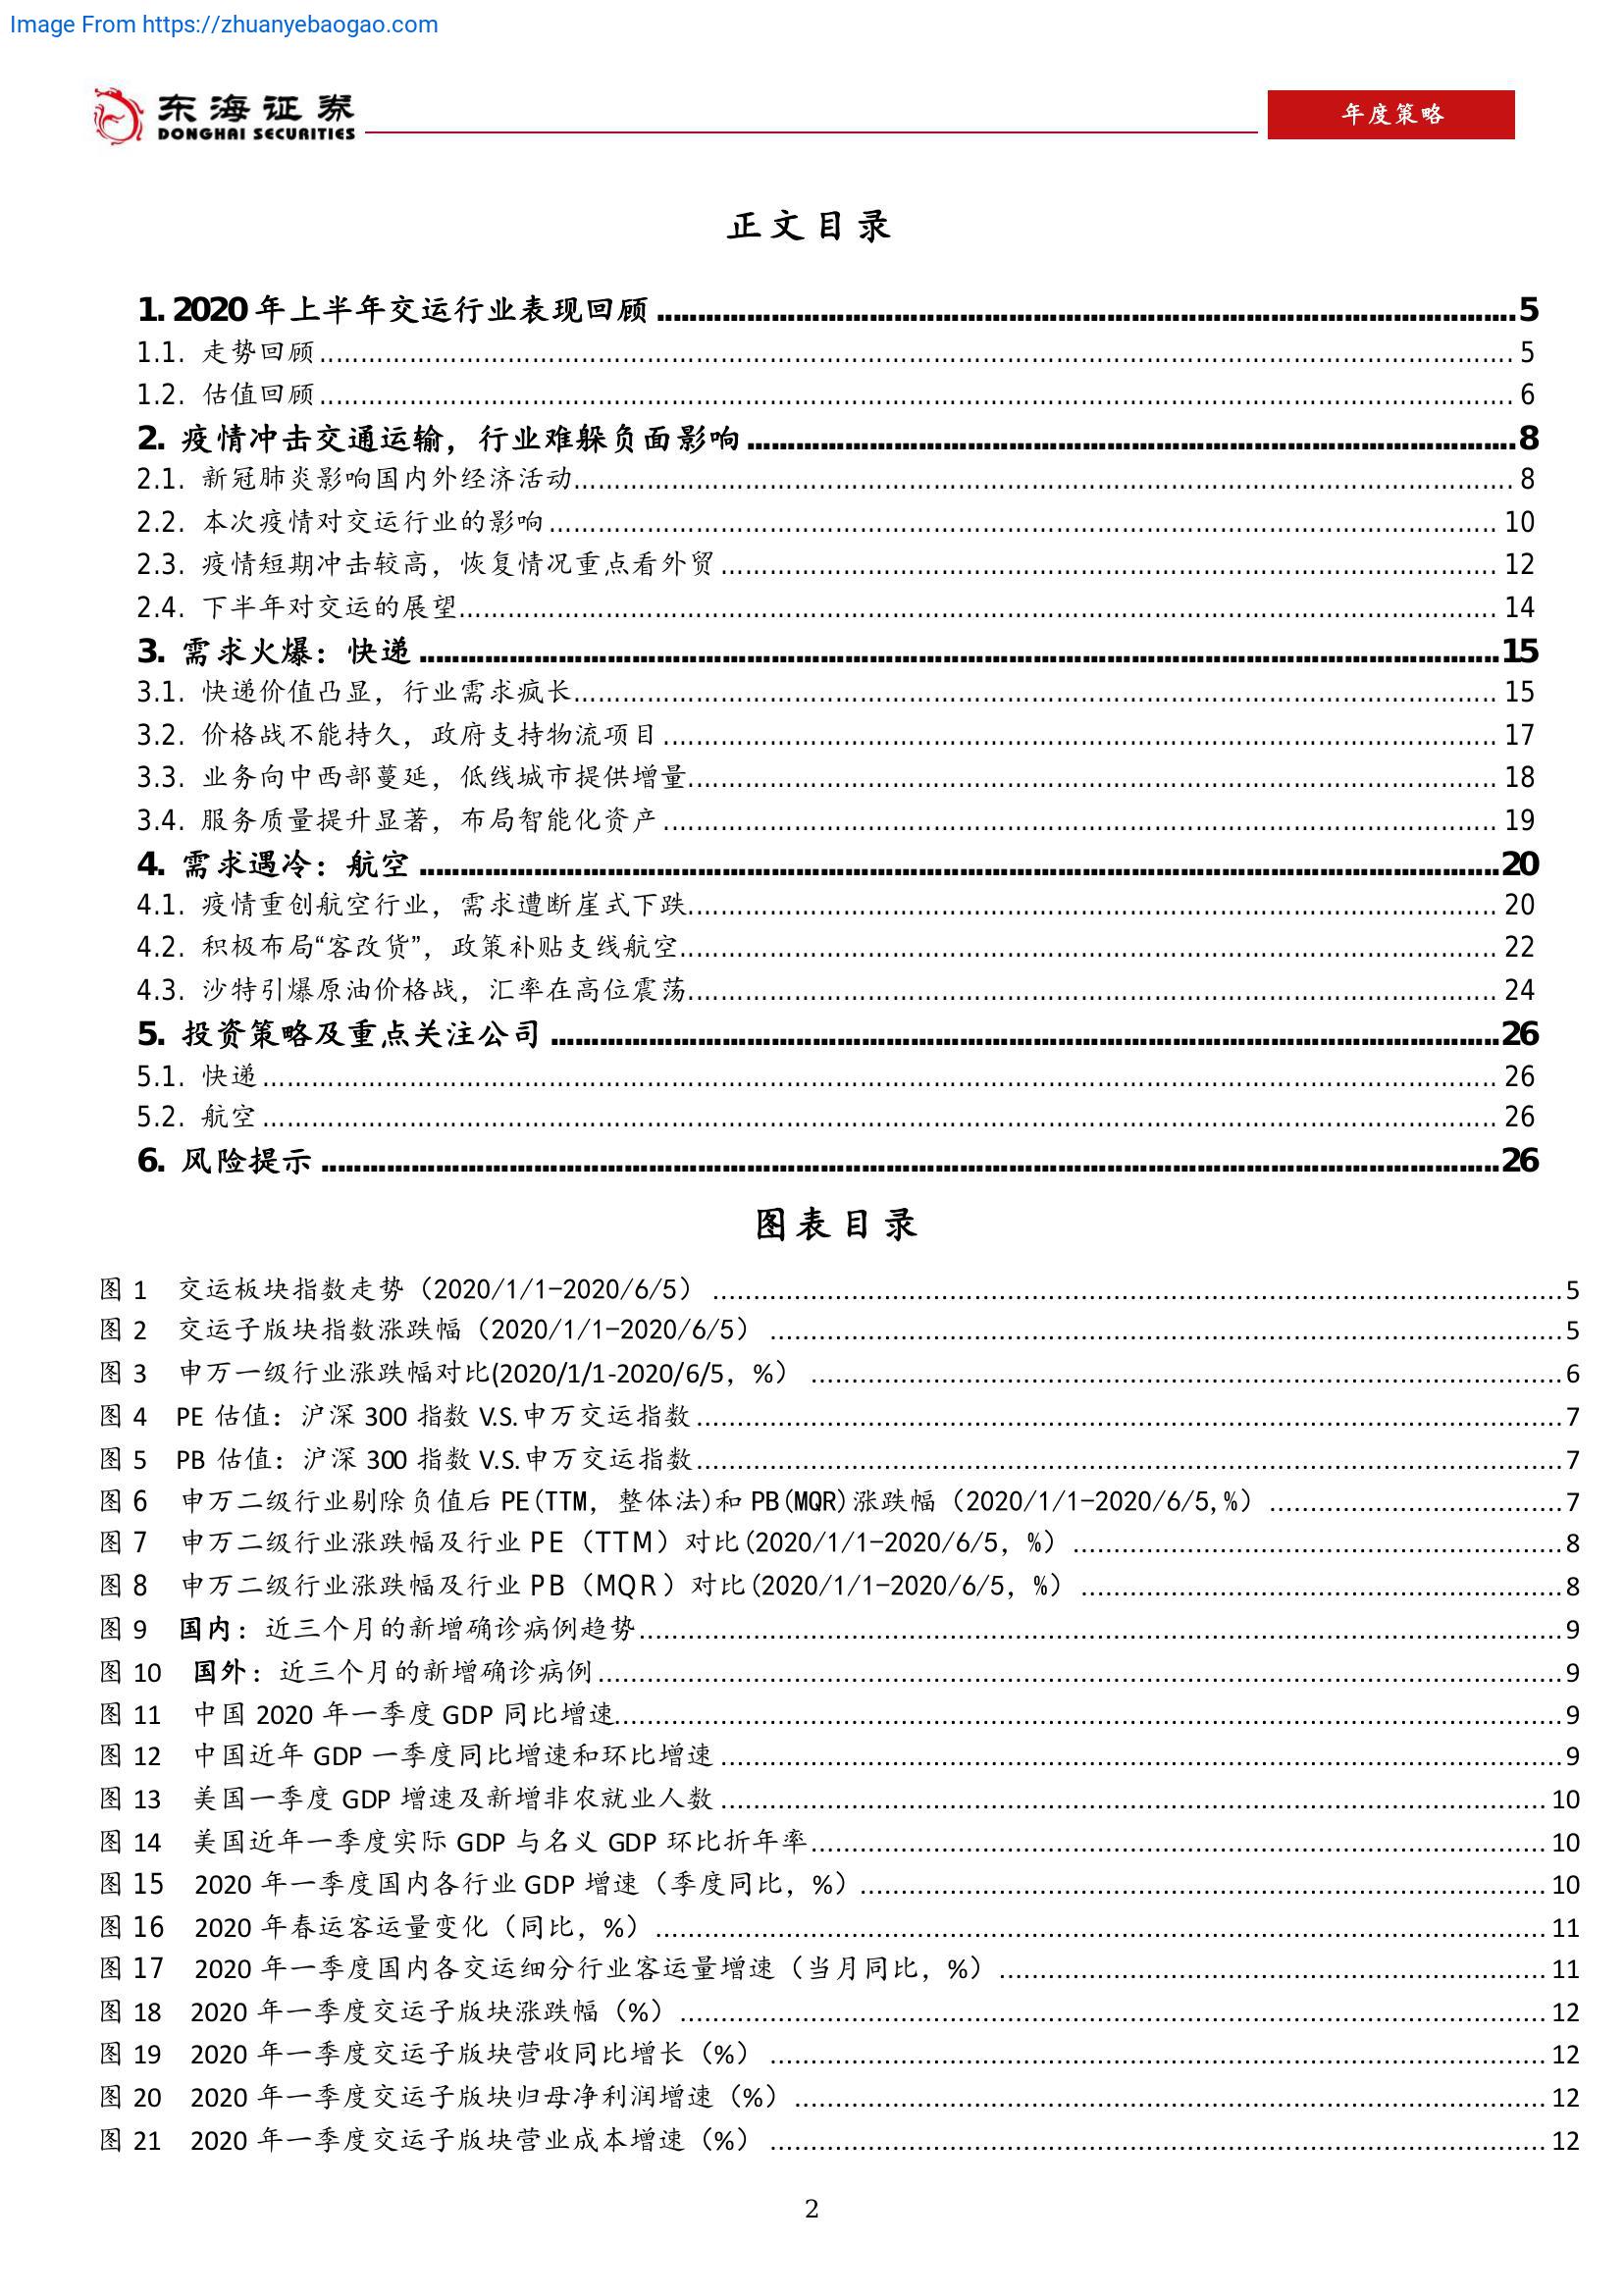 Image From https://zhuanyebaogao.com
东海证券
DONGHAI SECURITIES
年度策略
正文目录
1. 2020 年上半年交运行业表现回顾 ........ 5
1.1. 走势回顾 ........ 5
1.2. 估值回顾 ........ 6
2. 疫情冲击交通运输，行业难躲负面影响 ........ 8
2.1. 新冠肺炎影响国内外经济活动 ........ 8
2.2. 本次疫情对交运行业的影响 ........ 10
2.3. 疫情短期冲击较高，恢复情况重点看外贸 ........ 12
2.4. 下半年对交运的展望 ........ 14
3. 需求火爆：快递 ........ 15
3.1. 快递价值凸显，行业需求疯长 ........ 15
3.2. 价格战不能持久，政府支持物流项目 ........ 17
3.3. 业务向中西部蔓延，低线城市提供增量 ........ 18
3.4. 服务质量提升显著，布局智能化资产 ........ 19
4. 需求遇冷：航空 ........ 20
4.1. 疫情重创航空行业，需求遭断崖式下跌 ........ 20
4.2. 积极布局“客改货”，政策补贴支线航空 ........ 22
4.3. 沙特引爆原油价格战，汇率在高位震荡 ........ 24
5. 投资策略及重点关注公司 ........ 26
5.1. 快递 ........ 26
5.2. 航空 ........ 26
6. 风险提示 ........ 26
图表目录
图 1 交运板块指数走势（2020/1/1-2020/6/5） ........ 5
图 2 交运子版块指数涨跌幅（2020/1/1-2020/6/5） ........ 5
图 3 申万一级行业涨跌幅对比(2020/1/1-2020/6/5，%） ........ 6
图 4 PE 估值：沪深 300 指数 V.S.申万交运指数 ........ 7
图 5 PB 估值：沪深 300 指数 V.S.申万交运指数 ........ 7
图 6 申万二级行业剔除负值后 PE(TTM，整体法)和 PB(MQR)涨跌幅（2020/1/1-2020/6/5,%） ........ 7
图 7 申万二级行业涨跌幅及行业 PE（TTM）对比(2020/1/1-2020/6/5，%） ........ 8
图 8 申万二级行业涨跌幅及行业 PB（MQR）对比(2020/1/1-2020/6/5，%） ........ 8
图 9 国内：近三个月的新增确诊病例趋势 ........ 9
图 10 国外：近三个月的新增确诊病例 ........ 9
图 11 中国 2020 年一季度 GDP 同比增速 ........ 9
图 12 中国近年 GDP 一季度同比增速和环比增速 ........ 9
图 13 美国一季度 GDP 增速及新增非农就业人数 ........ 10
图 14 美国近年一季度实际 GDP 与名义 GDP 环比折年率 ........ 10
图 15 2020 年一季度国内各行业 GDP 增速（季度同比，%） ........ 10
图 16 2020 年春运客运量变化（同比，%） ........ 11
图 17 2020 年一季度国内各交运细分行业客运量增速（当月同比，%） ........ 11
图 18 2020 年一季度交运子版块涨跌幅（%） ........ 12
图 19 2020 年一季度交运子版块营收同比增长（%） ........ 12
图 20 2020 年一季度交运子版块归母净利润增速（%） ........ 12
图 21 2020 年一季度交运子版块营业成本增速（%） ........ 12
2